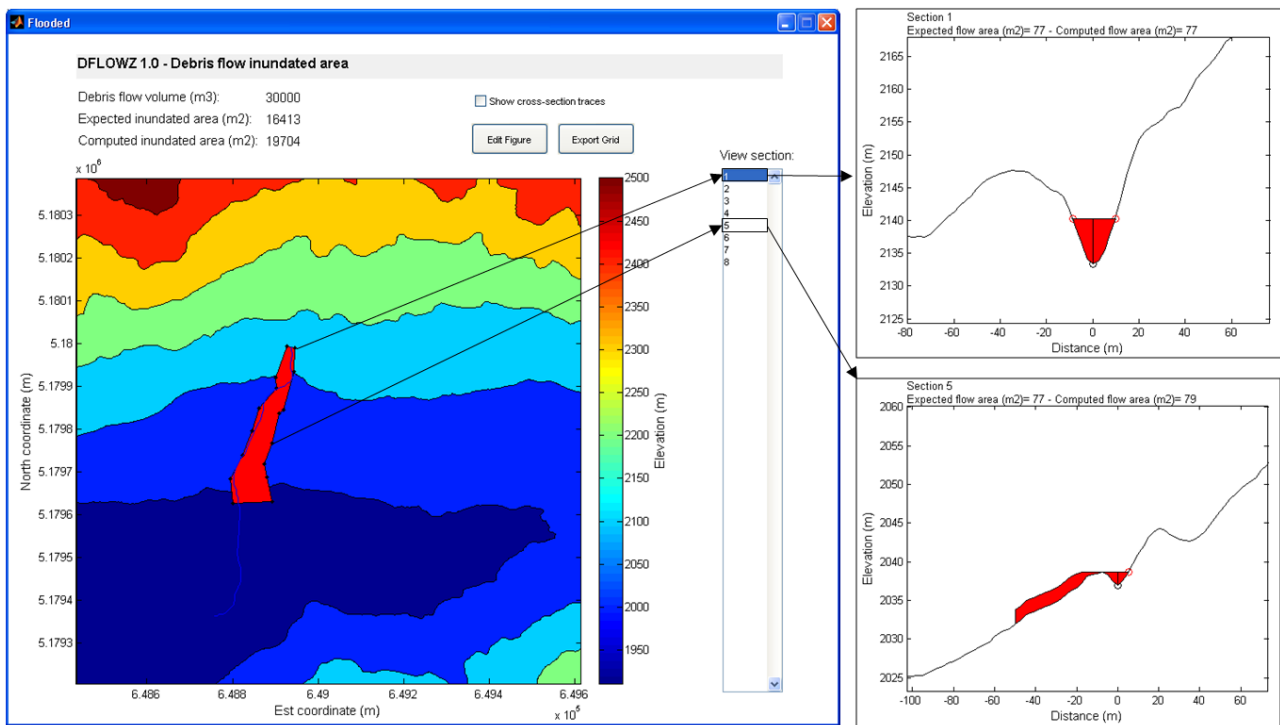 Flooded
DFLOWZ 1.0 - Debris flow inundated area
Debris flow volume (m3): 30000
Expected inundated area (m2): 16413
Computed inundated area (m2): 19704
Show cross-section traces
Edit Figure
Export Grid
View section:
1
2
3
4
5
6
7
8
x 10^6
5.1803
5.1802
5.1801
5.18
5.1799
5.1798
5.1797
5.1796
5.1795
5.1794
5.1793
North coordinate (m)
6.486 6.488 6.49 6.492 6.494 6.496
x 10^5
Est coordinate (m)
2500
2450
2400
2350
2300
2250
2200
2150
2100
2050
2000
1950
Elevation (m)
Section 1
Expected flow area (m2)= 77 - Computed flow area (m2)= 77
2165
2160
2155
2150
2145
2140
2135
2130
2125
Elevation (m)
-80 -60 -40 -20 0 20 40 60
Distance (m)
Section 5
Expected flow area (m2)= 77 - Computed flow area (m2)= 79
2060
2055
2050
2045
2040
2035
2030
2025
Elevation (m)
-100 -80 -60 -40 -20 0 20 40 60
Distance (m)